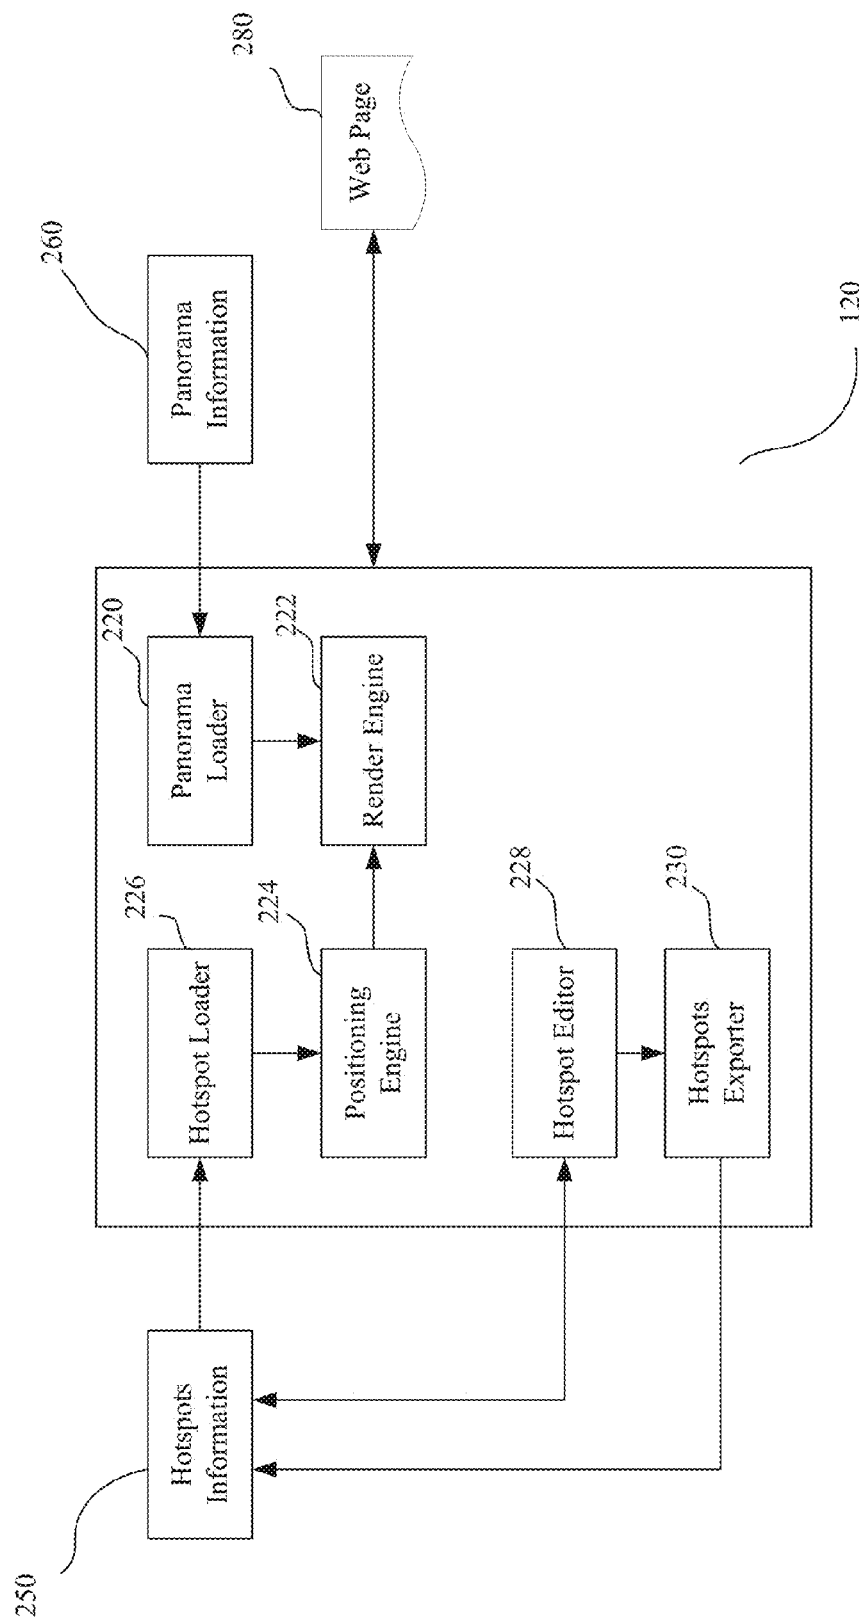 250
Hotspots
Information
226
Hotspot Loader
220
Panorama
Loader
260
Panorama
Information
224
Positioning
Engine
222
Render Engine
280
Web Page
228
Hotspot Editor
230
Hotspots
Exporter
120